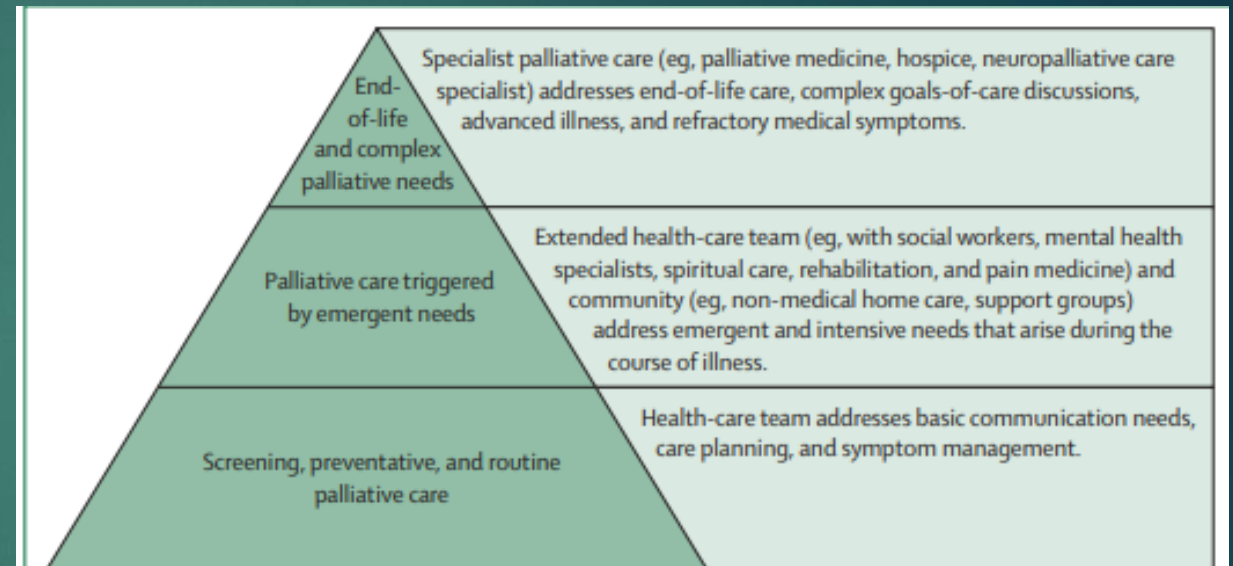 End-
of-life
and complex
palliative needs
Specialist palliative care (eg, palliative medicine, hospice, neuropalliative care
specialist) addresses end-of-life care, complex goals-of-care discussions,
advanced illness, and refractory medical symptoms.
Palliative care triggered
by emergent needs
Extended health-care team (eg, with social workers, mental health
specialists, spiritual care, rehabilitation, and pain medicine) and
community (eg, non-medical home care, support groups)
address emergent and intensive needs that arise during the
course of illness.
Screening, preventative, and routine
palliative care
Health-care team addresses basic communication needs,
care planning, and symptom management.